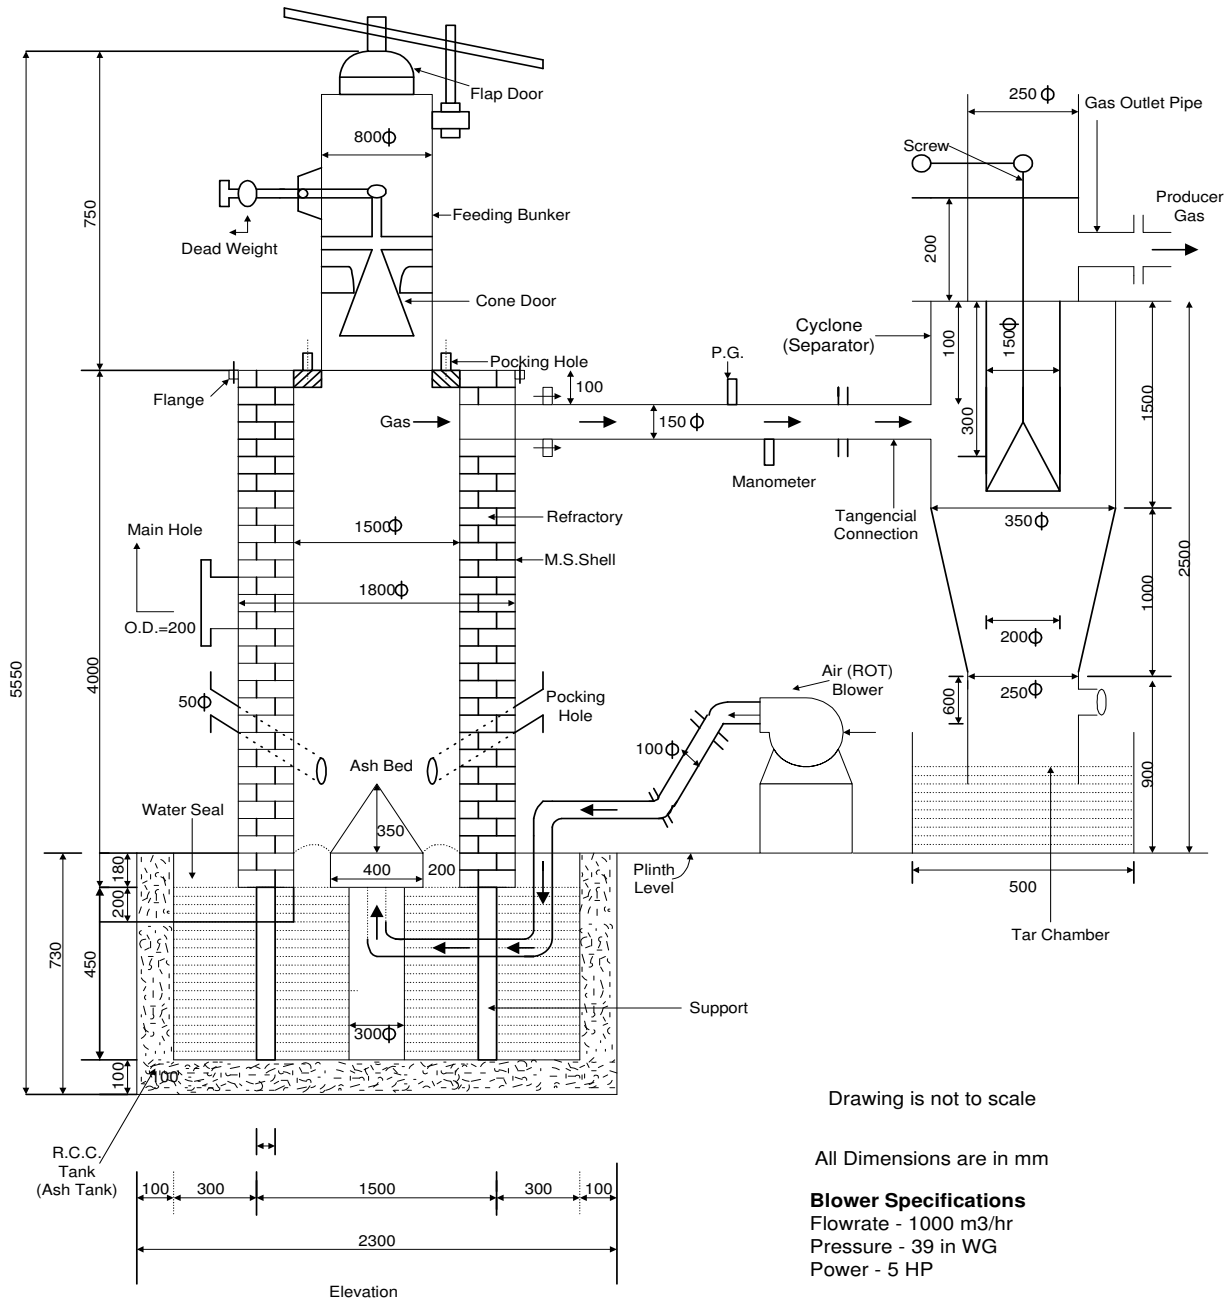 Flap Door
250 ϕ
Gas Outlet Pipe
800ϕ
Screw
Producer
Gas
750
Feeding Bunker
Dead Weight
200
Cone Door
Cyclone
(Separator)
100
150ϕ
P.G.
Pocking Hole
100
Flange
Gas
150 ϕ
300
1500
Manometer
Refractory
Tangencial
Connection
350 ϕ
Main Hole
1500ϕ
M.S.Shell
2500
1800ϕ
1000
O.D.=200
200ϕ
5550
4000
Air (ROT)
Blower
50ϕ
Pocking
Hole
250ϕ
600
100ϕ
Ash Bed
900
Water Seal
350
180
400
200
Plinth
Level
500
200
Tar Chamber
730
450
Support
300ϕ
100
100
Drawing is not to scale
R.C.C.
Tank
(Ash Tank)
All Dimensions are in mm
100
300
1500
300
100
Blower Specifications
Flowrate - 1000 m3/hr
Pressure - 39 in WG
Power - 5 HP
2300
Elevation